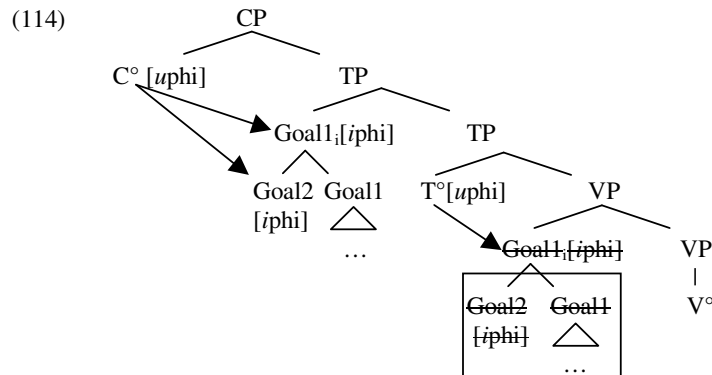 (114) CP
C° [uphi] TP
Goal1i[iphi] TP
Goal2 Goal1 T°[uphi] VP
[iphi]
… Goal1i[iphi] VP
Goal2 Goal1 V°
[iphi]
…